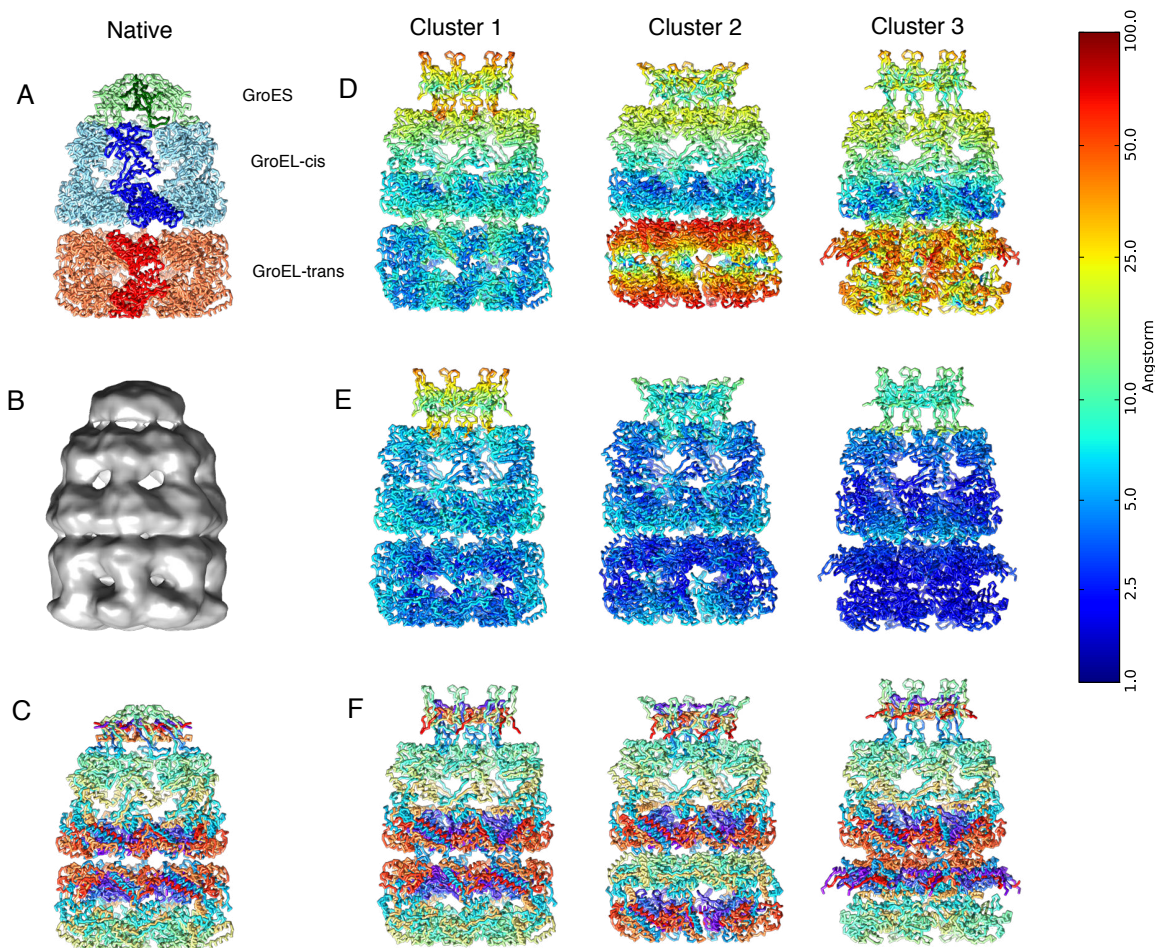 Native
Cluster 1
Cluster 2
Cluster 3
A
GroES
GroEL-cis
GroEL-trans
D
B
E
C
F
100.0
50.0
25.0
10.0
5.0
2.5
1.0
Angstorm